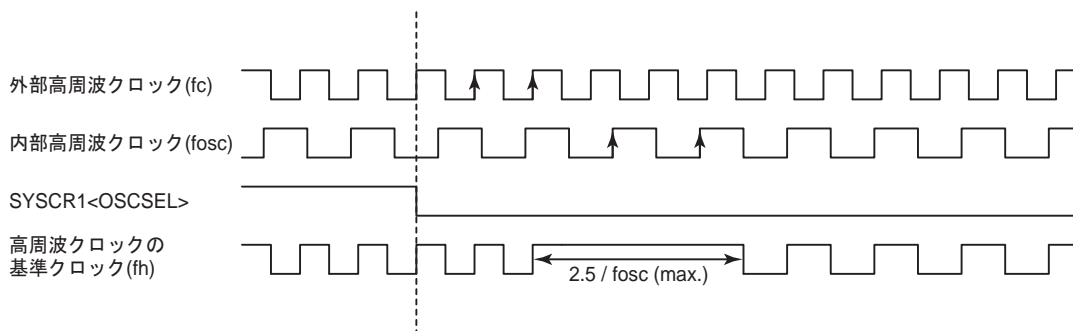 外部高周波クロック(fc)
内部高周波クロック(fosc)
SYSCR1<OSCSEL>
高周波クロックの
基準クロック(fh)
2.5 / fosc (max.)